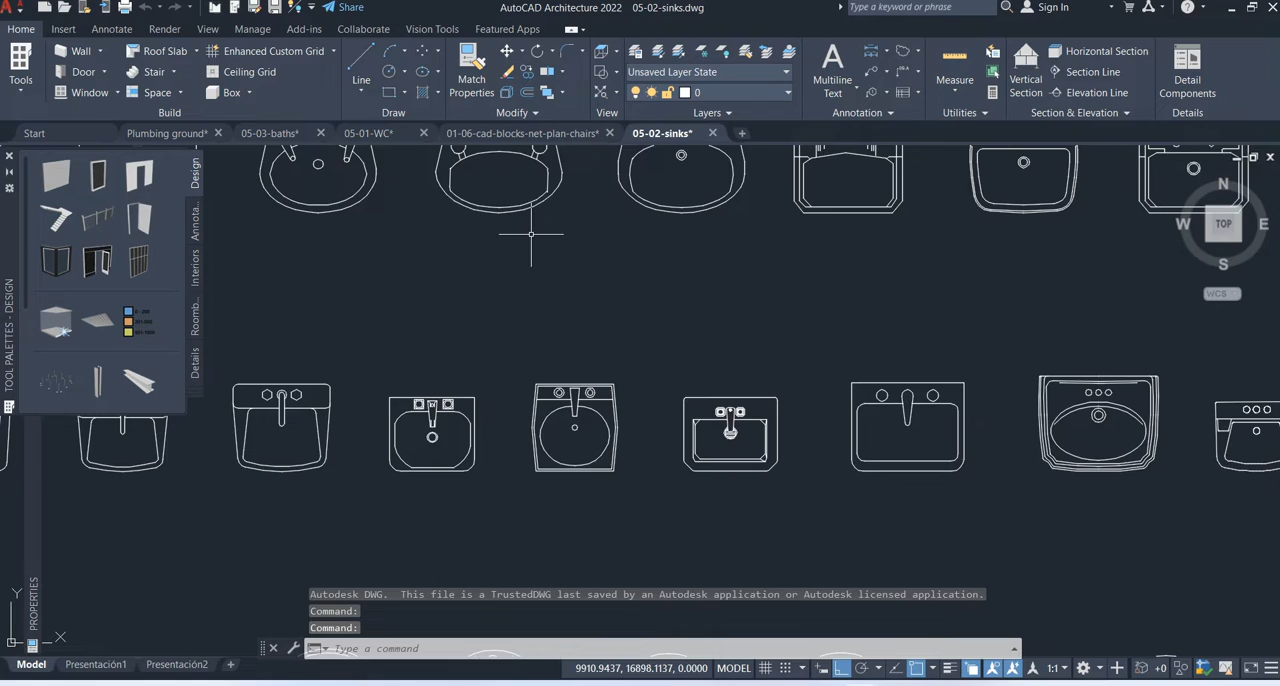 Share
AutoCAD Architecture 2022 05-02-sinks.dwg
Type a keyword or phrase
Sign In
Home Insert Annotate Render View Manage Add-ins Collaborate Vision Tools Featured Apps
Tools
Wall Roof Slab Enhanced Custom Grid
Door Stair Ceiling Grid
Window Space Box
Build
Line
Draw
Match
Properties
Modify
View
Unsaved Layer State
0
Layers
Multiline
Text
Annotation
Measure
Utilities
Vertical
Section
Horizontal Section
Section Line
Elevation Line
Section & Elevation
Detail
Components
Details
Start Plumbing ground* 05-03-baths* 05-01-WC* 01-06-cad-blocks-net-plan-chairs* 05-02-sinks*
TOOL PALETTES - DESIGN
Design
Annota...
Interiors
Roomb...
Details
N
W TOP E
S
WCS
PROPERTIES
Y
X
Autodesk DWG. This file is a TrustedDWG last saved by an Autodesk application or Autodesk licensed application.
Command:
Command:
Type a command
Model Presentación1 Presentación2
9910.9437, 16898.1137, 0.0000 MODEL 1:1 +0